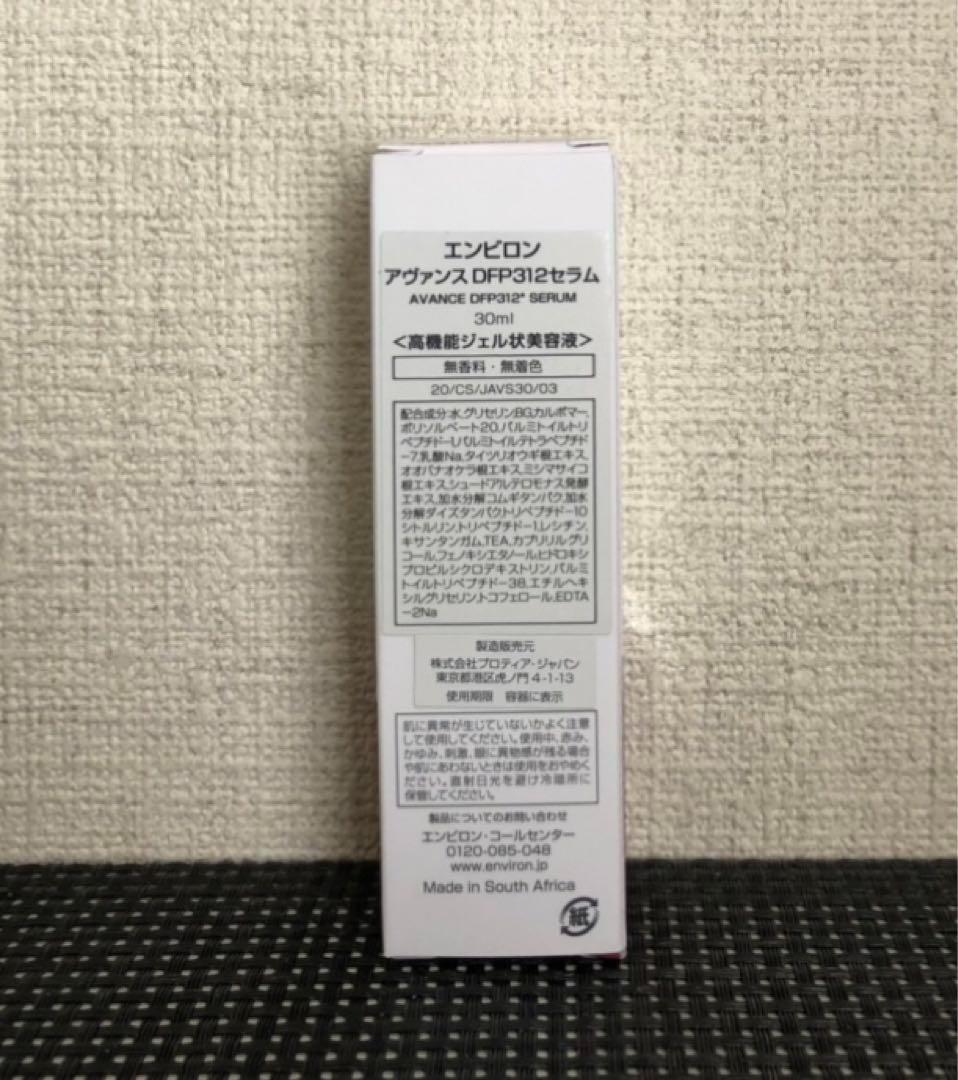 エンビロン
アヴァンス DFP312セラム
AVANCE DFP312* SERUM
30ml
<高機能ジェル状美容液>
無香料・無着色
20/CS/JAVS30/03
配合成分:水,グリセリン,BG,カルボマー,
ポリソルベート20,パルミトイルトリ
ペプチド-1,パルミトイルテトラペプチド
-7,乳酸Na,タイツリオウギ根エキス,
オオバナオケラ根エキス,ミシマサイコ
根エキス,シュードアルテロモナス発酵
エキス,加水分解コムギタンパク,加水
分解ダイズタンパク,トリペプチド-10
シトルリン,トリペプチド-1,レシチン,
キサンタンガム,TEA,カプリリルグリ
コール,フェノキシエタノール,ヒドロキシ
プロピルシクロデキストリン,パルミ
トイルトリペプチド-38,エチルヘキ
シルグリセリン,トコフェロール,EDTA
-2Na
製造販売元
株式会社プロティア・ジャパン
東京都港区虎ノ門 4-1-13
使用期限 容器に表示
肌に異常が生じていないかよく注意
して使用してください。使用中、赤み、
かゆみ、刺激、眼に異物感が残る場合
や肌にあわないときは使用をおやめく
ださい。直射日光を避け冷暗所に
保管してください。
製品についてのお問い合わせ
エンビロン・コールセンター
0120-085-048
www.environ.jp
Made in South Africa
紙